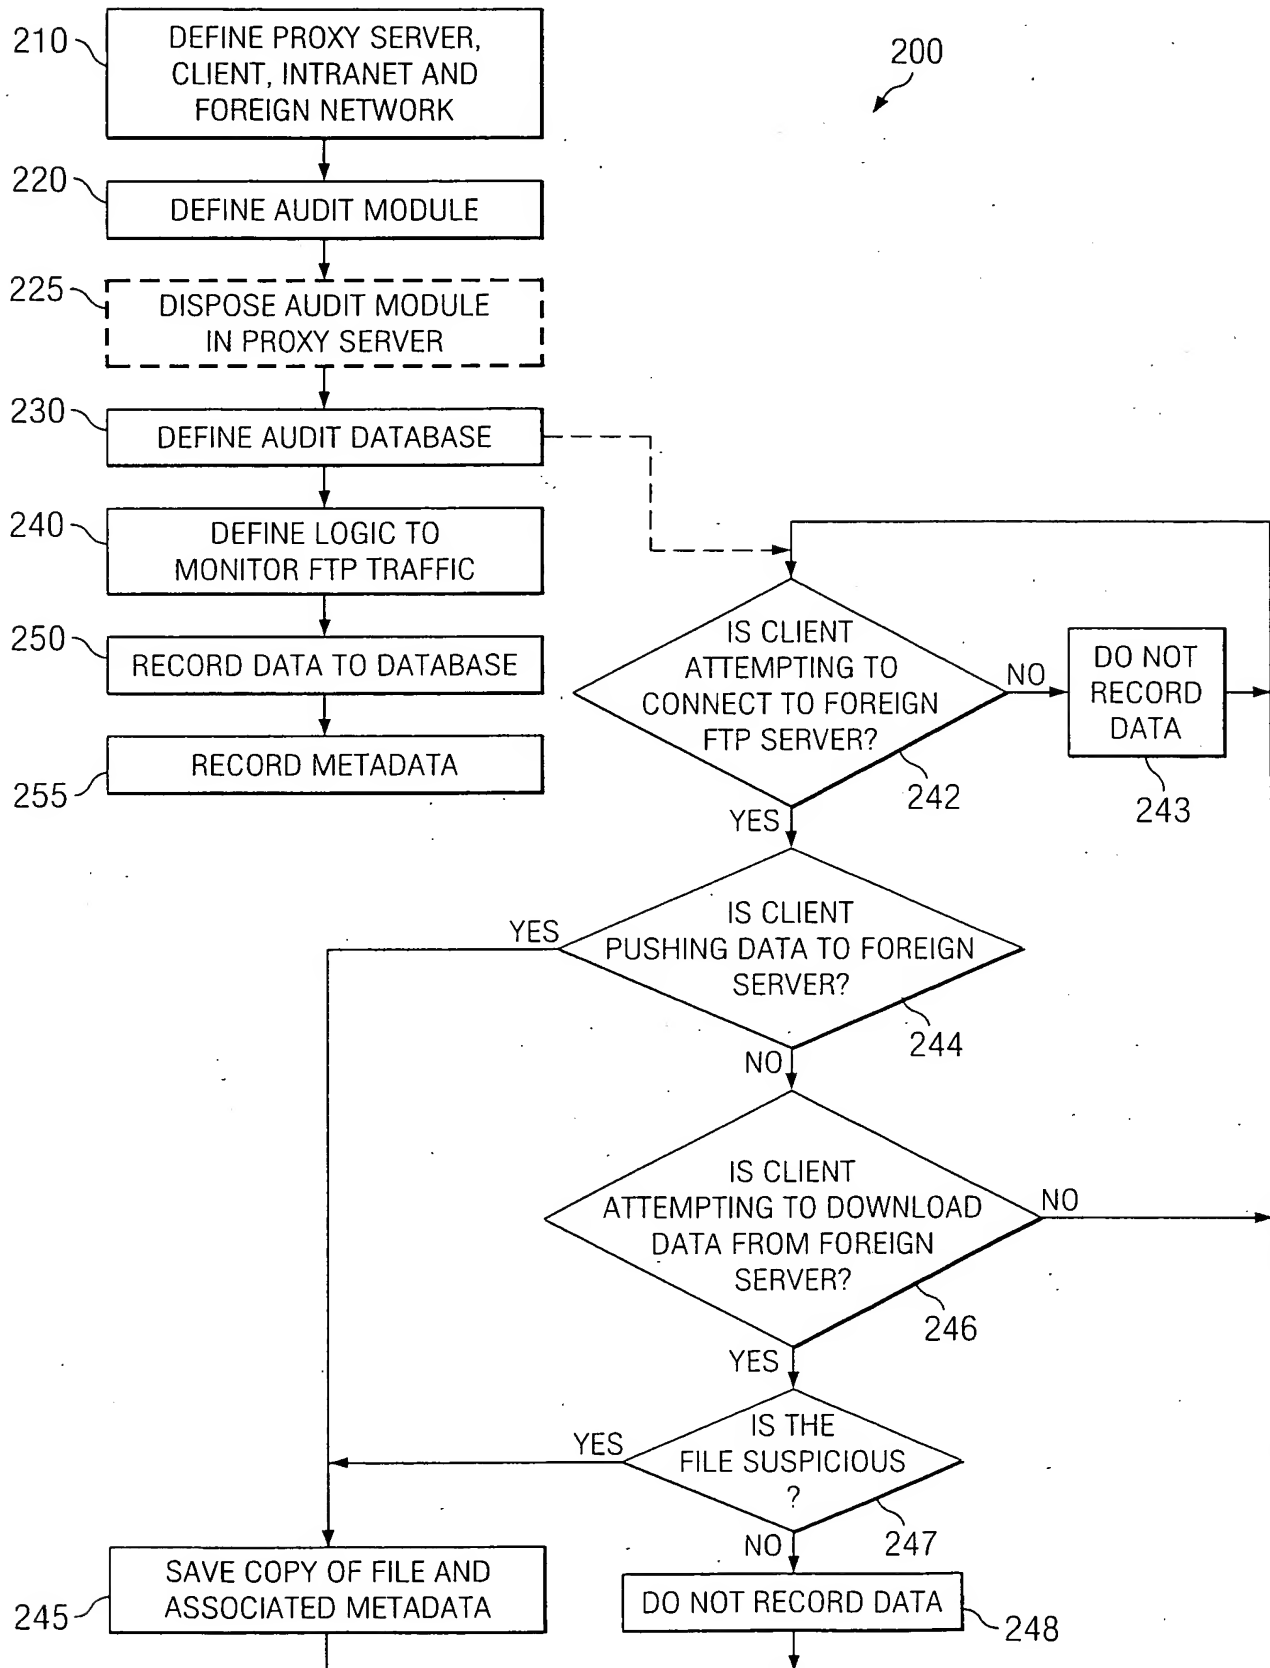 210
DEFINE PROXY SERVER,
CLIENT, INTRANET AND
FOREIGN NETWORK
200
220
DEFINE AUDIT MODULE
225
DISPOSE AUDIT MODULE
IN PROXY SERVER
230
DEFINE AUDIT DATABASE
240
DEFINE LOGIC TO
MONITOR FTP TRAFFIC
250
RECORD DATA TO DATABASE
255
RECORD METADATA
IS CLIENT
ATTEMPTING TO
CONNECT TO FOREIGN
FTP SERVER?
242
NO
DO NOT
RECORD
DATA
243
YES
IS CLIENT
PUSHING DATA TO FOREIGN
SERVER?
244
YES
NO
IS CLIENT
ATTEMPTING TO DOWNLOAD
DATA FROM FOREIGN
SERVER?
246
NO
YES
IS THE
FILE SUSPICIOUS
?
247
YES
NO
245
SAVE COPY OF FILE AND
ASSOCIATED METADATA
DO NOT RECORD DATA
248